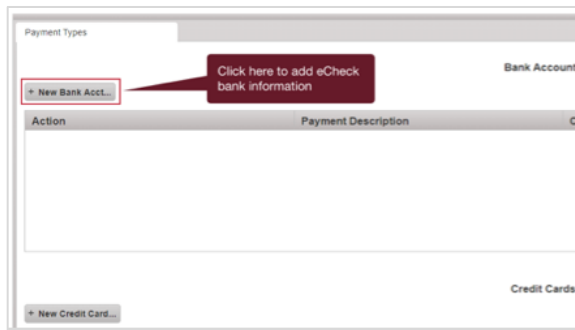 Payment Types
Bank Account
Click here to add eCheck
bank information
+ New Bank Acct...
Action Payment Description
Credit Cards
+ New Credit Card...